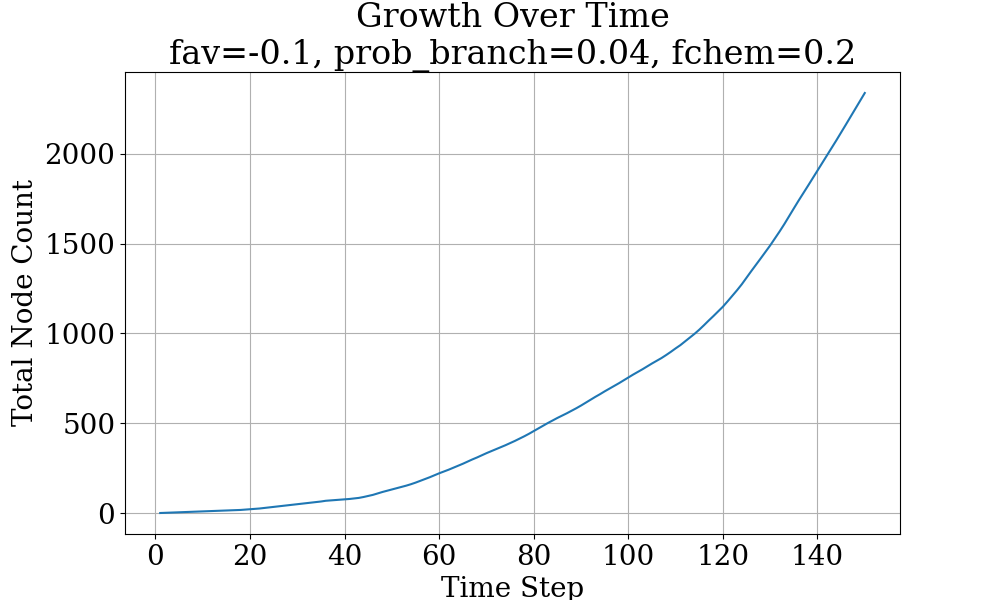 Growth Over Time
fav=-0.1, prob_branch=0.04, fchem=0.2
Total Node Count
2000
1500
1000
500
0
0 20 40 60 80 100 120 140
Time Step